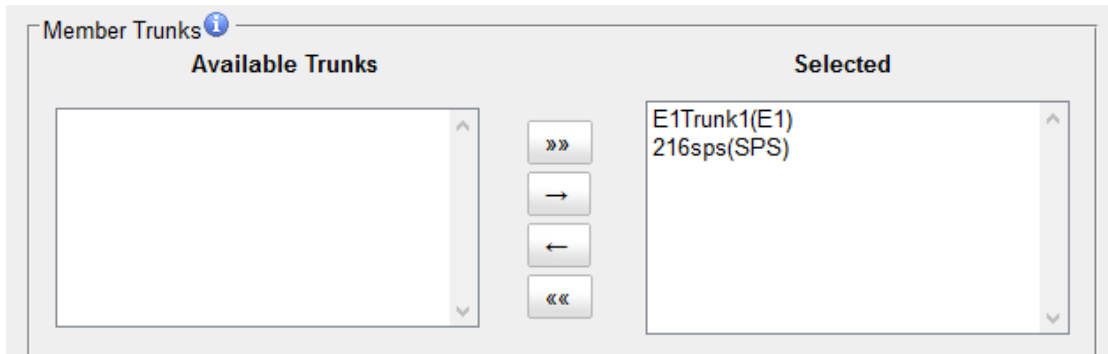 Member Trunks
Available Trunks
Selected
E1Trunk1(E1)
216sps(SPS)
»»
→
←
««